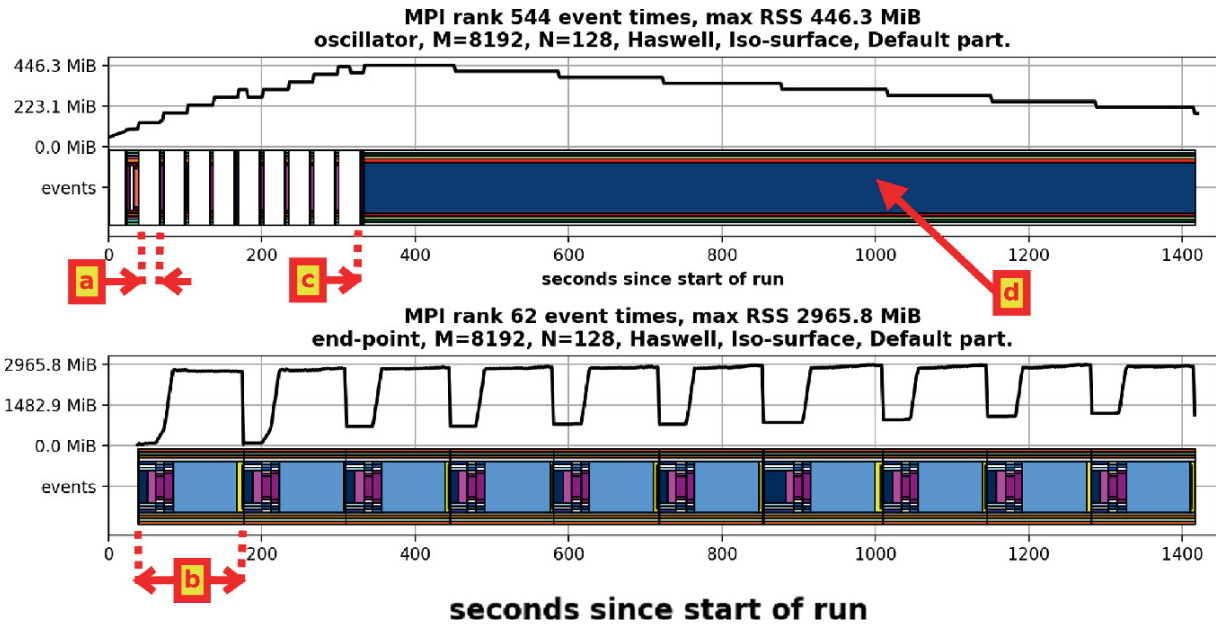 MPI rank 544 event times, max RSS 446.3 MiB
oscillator, M=8192, N=128, Haswell, Iso-surface, Default part.
446.3 MiB
223.1 MiB
0.0 MiB
events
0 200 400 600 800 1000 1200 1400
seconds since start of run
a
c
d
MPI rank 62 event times, max RSS 2965.8 MiB
end-point, M=8192, N=128, Haswell, Iso-surface, Default part.
2965.8 MiB
1482.9 MiB
0.0 MiB
events
0 200 400 600 800 1000 1200 1400
b
seconds since start of run